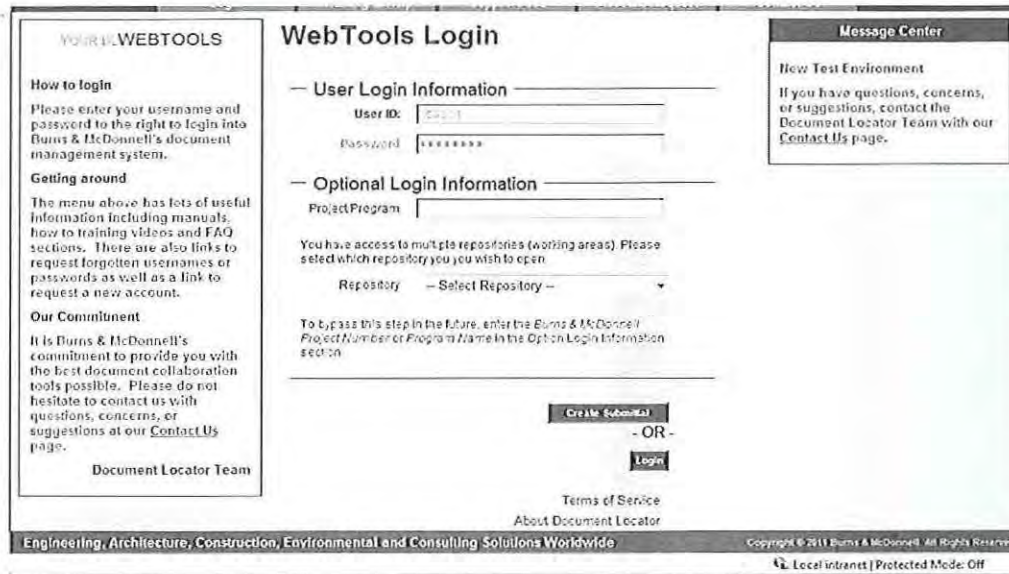 WEBTOOLS
How to login
Please enter your username and
password to the right to login into
Burns & McDonnell's document
management system.
Getting around
The menu above has lots of useful
information including manuals,
how to training videos and FAQ
sections. There are also links to
request forgotten usernames or
passwords as well as a link to
request a new account.
Our Commitment
It is Burns & McDonnell's
commitment to provide you with
the best document collaboration
tools possible. Please do not
hesitate to contact us with
questions, concerns, or
suggestions at our Contact Us
page.
Document Locator Team
WebTools Login
User Login Information
User ID:
Password ********
Optional Login Information
Project Program
You have access to multiple repositories (working areas). Please
select which repository you you wish to open
Repository -- Select Repository --
To bypass this step in the future, enter the Burns & McDonnell
Project Number or Program Name in the Option Login Information
section
Create Submittal
- OR -
Login
Terms of Service
About Document Locator
Message Center
New Test Environment
If you have questions, concerns,
or suggestions, contact the
Document Locator Team with our
Contact Us page.
Engineering, Architecture, Construction, Environmental and Consulting Solutions Worldwide
Copyright © 2011 Burns & McDonnell. All Rights Reserve
Local intranet | Protected Mode: Off